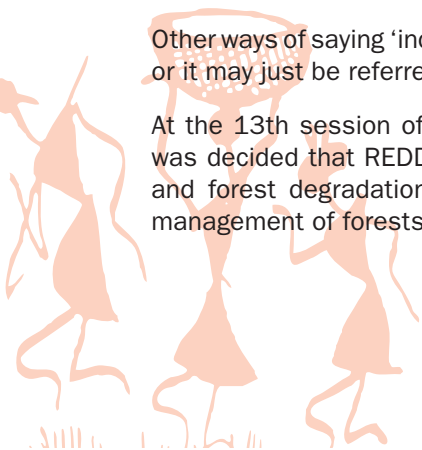 Other ways of saying ‘inc
or it may just be referre
At the 13th session of
was decided that REDD
and forest degradation
management of forests